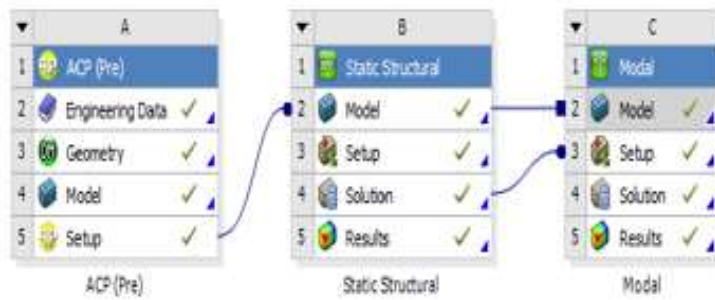 A
1 ACP (Pre)
2 Engineering Data
3 Geometry
4 Model
5 Setup
ACP (Pre)
B
1 Static Structural
2 Model
3 Setup
4 Solution
5 Results
Static Structural
C
1 Modal
2 Model
3 Setup
4 Solution
5 Results
Modal